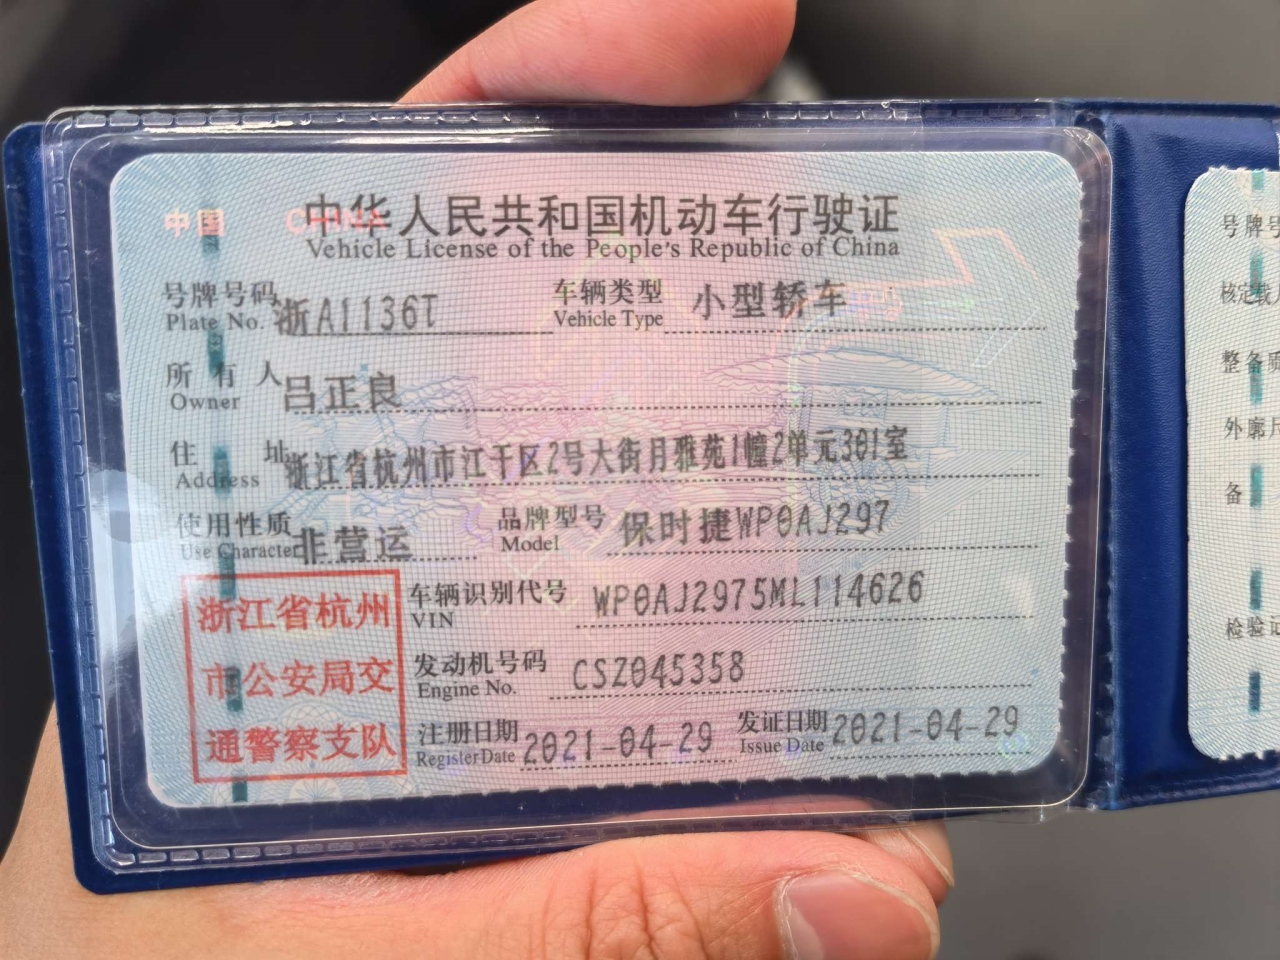 中国 CHINA
中华人民共和国机动车行驶证
Vehicle License of the People's Republic of China
号牌号码 浙A1136T 车辆类型 小型轿车
Plate No. Vehicle Type
所有人 吕正良
Owner
住址 浙江省杭州市江干区2号大街月雅苑1幢2单元301室
Address
使用性质 非营运 品牌型号 保时捷WP0AJ297
Use Character Model
浙江省杭州
市公安局交
通警察支队
车辆识别代号 WP0AJ2975ML114626
VIN
发动机号码 CSZ045358
Engine No.
注册日期 2021-04-29 发证日期 2021-04-29
Register Date Issue Date
号牌号
核定载
整备质
外廓尺
备
检验记